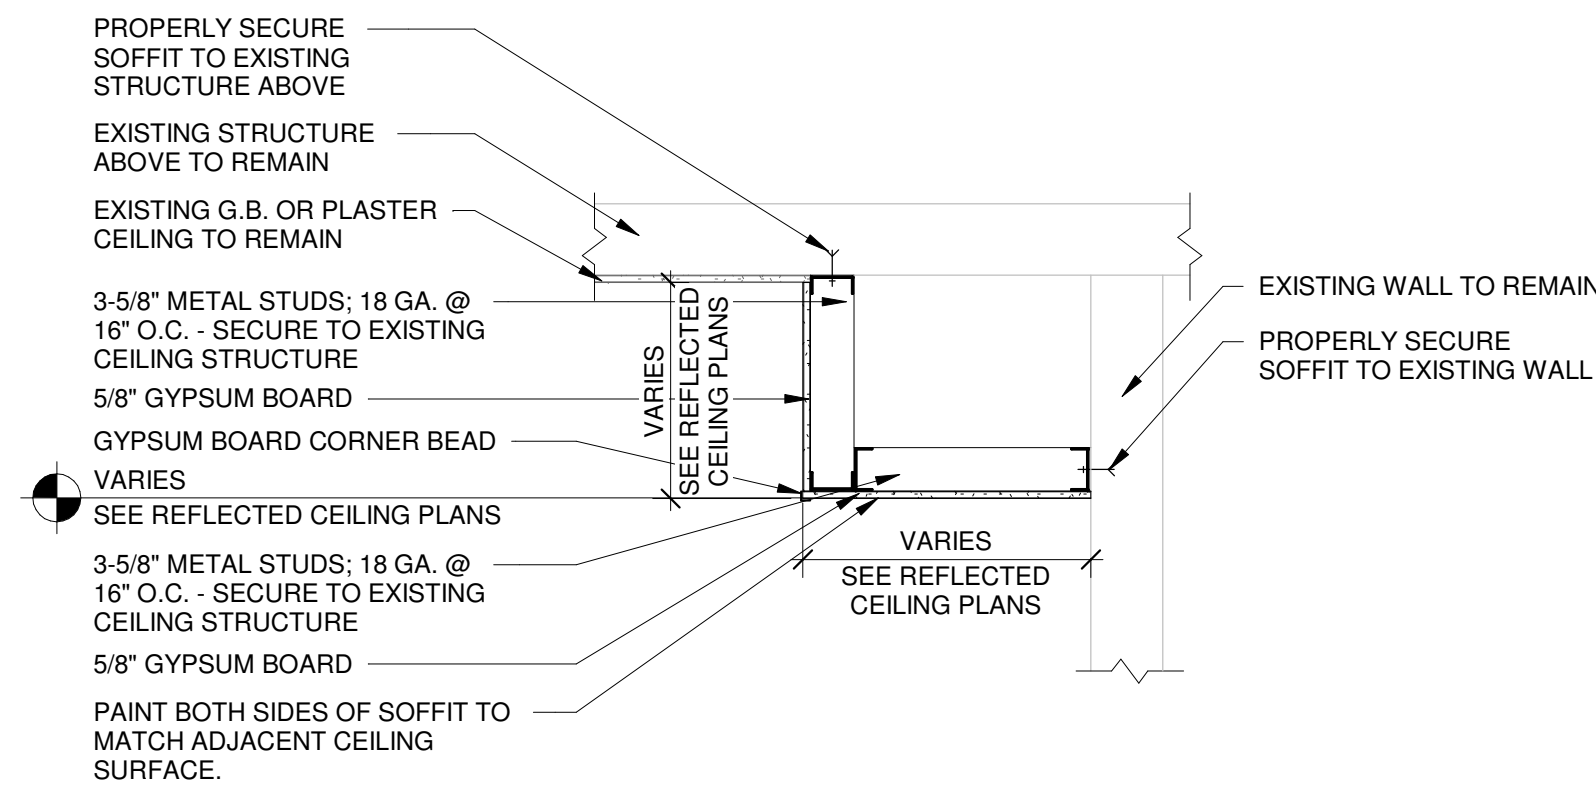 PROPERLY SECURE
SOFFIT TO EXISTING
STRUCTURE ABOVE
EXISTING STRUCTURE
ABOVE TO REMAIN
EXISTING G.B. OR PLASTER
CEILING TO REMAIN
3-5/8" METAL STUDS; 18 GA. @
16" O.C. - SECURE TO EXISTING
CEILING STRUCTURE
5/8" GYPSUM BOARD
GYPSUM BOARD CORNER BEAD
VARIES
SEE REFLECTED CEILING PLANS
3-5/8" METAL STUDS; 18 GA. @
16" O.C. - SECURE TO EXISTING
CEILING STRUCTURE
5/8" GYPSUM BOARD
PAINT BOTH SIDES OF SOFFIT TO
MATCH ADJACENT CEILING
SURFACE.
VARIES
SEE REFLECTED
CEILING PLANS
VARIES
SEE REFLECTED
CEILING PLANS
EXISTING WALL TO REMAIN
PROPERLY SECURE
SOFFIT TO EXISTING WALL